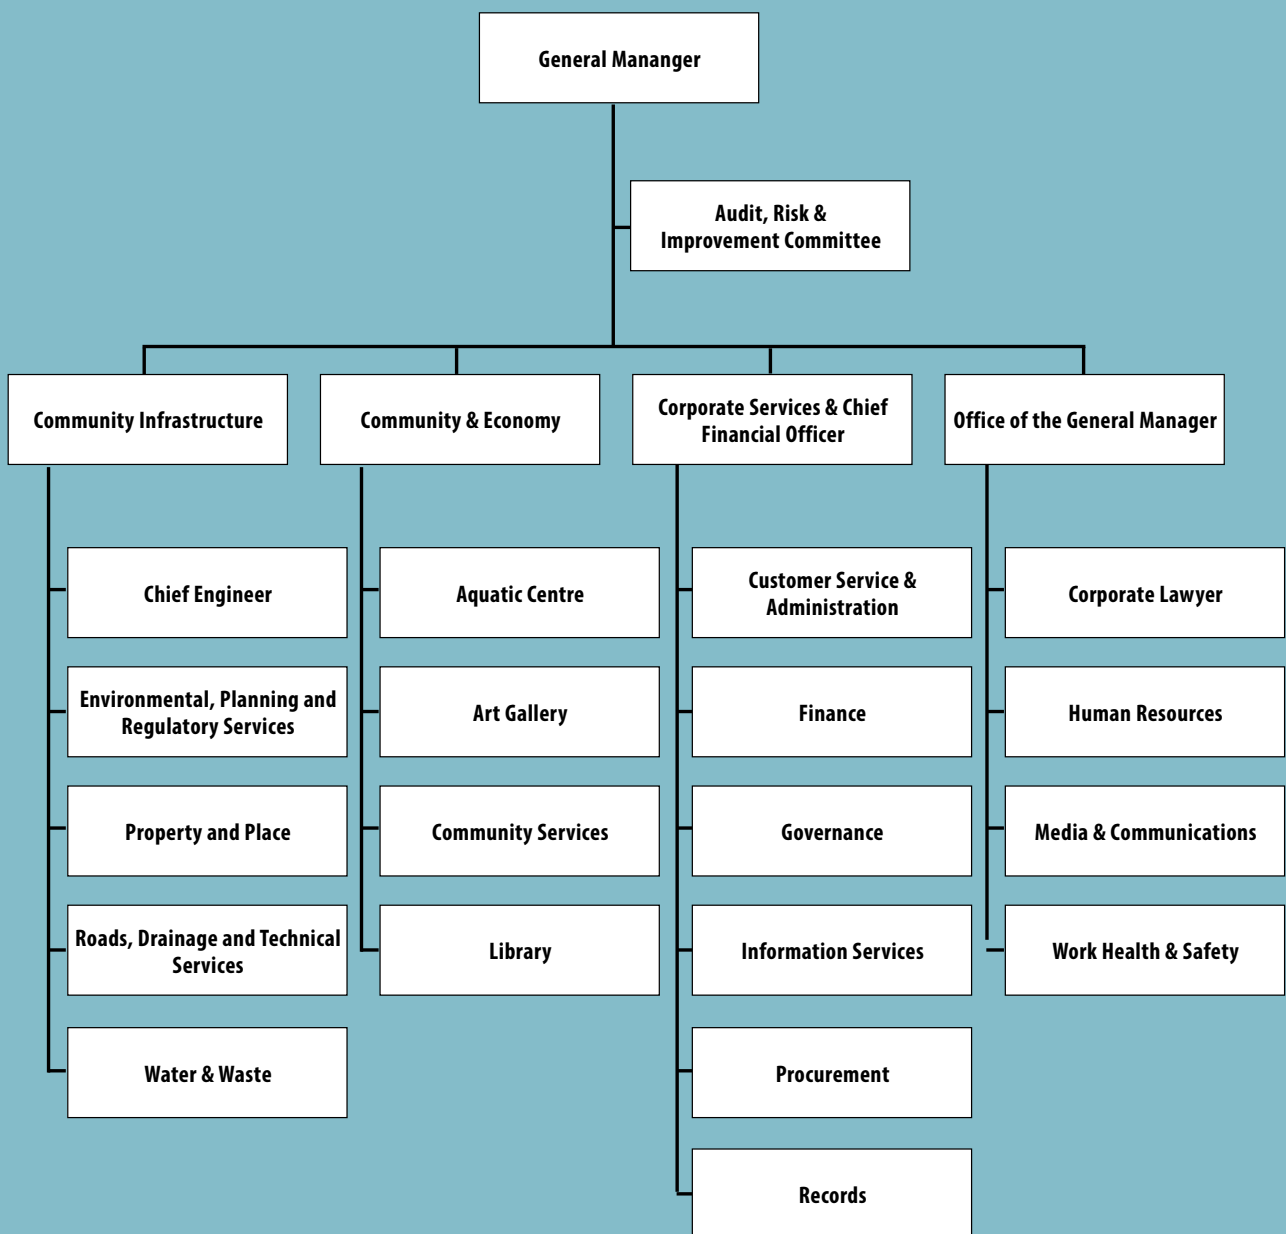 General Mananger
Audit, Risk &
Improvement Committee
Community Infrastructure
Community & Economy
Corporate Services & Chief
Financial Officer
Office of the General Manager
Chief Engineer
Aquatic Centre
Customer Service &
Administration
Corporate Lawyer
Environmental, Planning and
Regulatory Services
Art Gallery
Finance
Human Resources
Property and Place
Community Services
Governance
Media & Communications
Roads, Drainage and Technical
Services
Library
Information Services
Work Health & Safety
Water & Waste
Procurement
Records